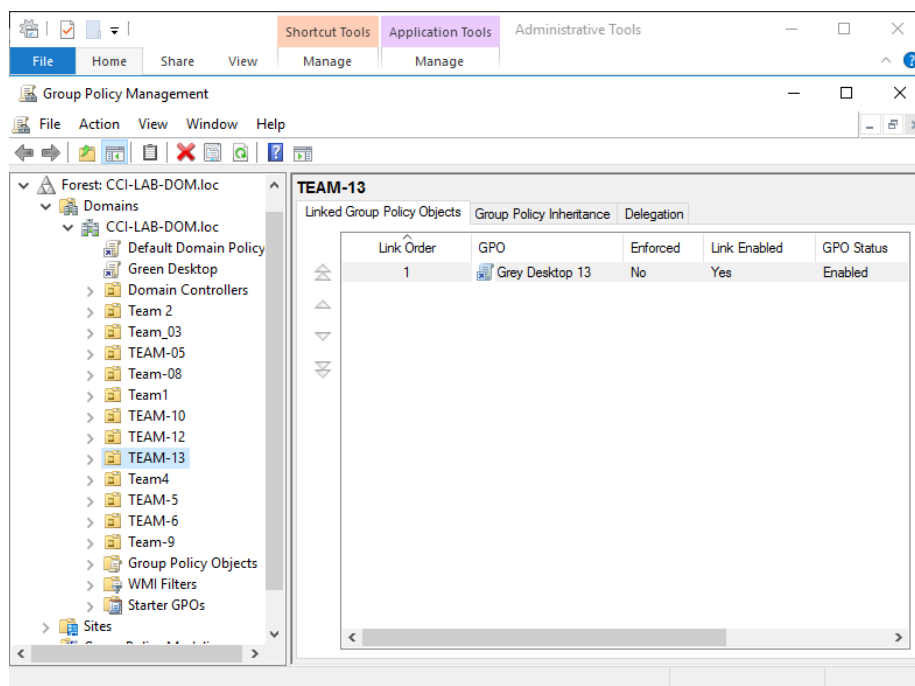 Shortcut Tools Application Tools Administrative Tools
File Home Share View Manage Manage
Group Policy Management
File Action View Window Help
Forest: CCI-LAB-DOM.loc
Domains
CCI-LAB-DOM.loc
Default Domain Policy
Green Desktop
Domain Controllers
Team 2
Team_03
TEAM-05
Team-08
Team1
TEAM-10
TEAM-12
TEAM-13
Team4
TEAM-5
TEAM-6
Team-9
Group Policy Objects
WMI Filters
Starter GPOs
Sites
TEAM-13
Linked Group Policy Objects Group Policy Inheritance Delegation
Link Order GPO Enforced Link Enabled GPO Status
1 Grey Desktop 13 No Yes Enabled